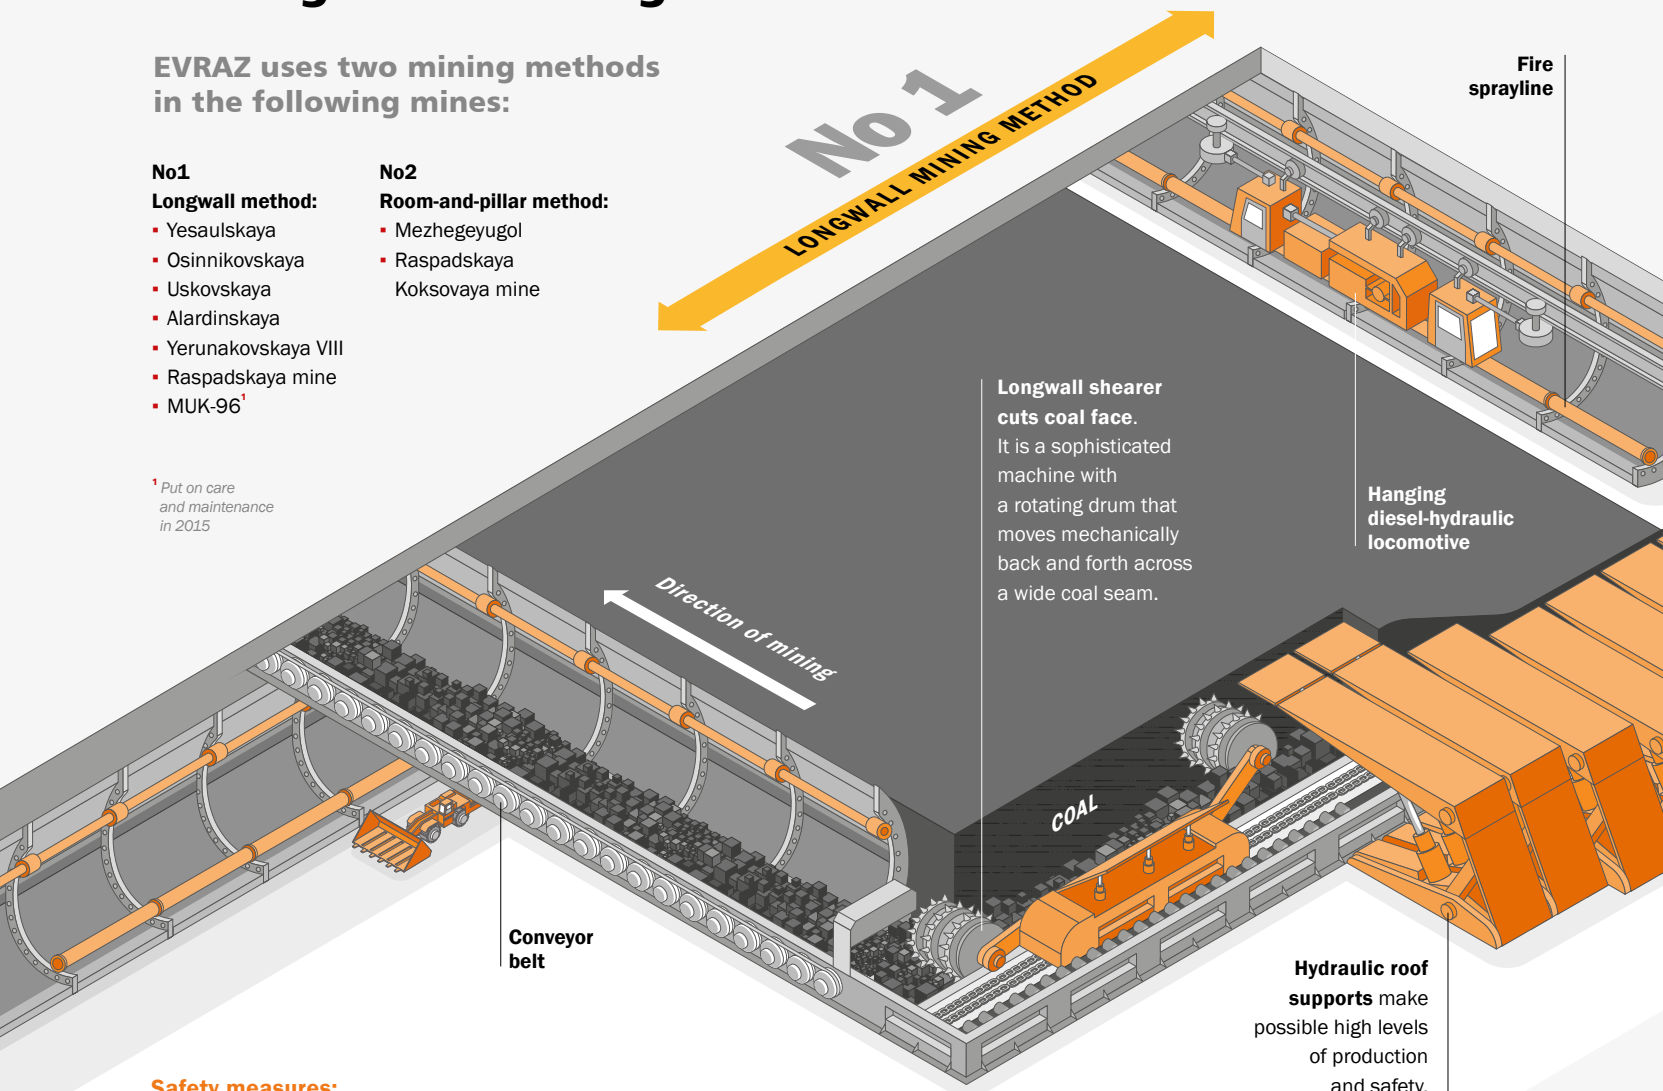 EVRAZ uses two mining methods
in the following mines:
No1
Longwall method:
▪ Yesaulskaya
▪ Osinnikovskaya
▪ Uskovskaya
▪ Alardinskaya
▪ Yerunakovskaya VIII
▪ Raspadskaya mine
▪ MUK-96¹
No2
Room-and-pillar method:
▪ Mezhegeyugol
▪ Raspadskaya
Koksovaya mine
¹ Put on care
and maintenance
in 2015
No 1
LONGWALL MINING METHOD
Fire
sprayline
Longwall shearer
cuts coal face.
It is a sophisticated
machine with
a rotating drum that
moves mechanically
back and forth across
a wide coal seam.
Hanging
diesel-hydraulic
locomotive
Direction of mining
COAL
Conveyor
belt
Hydraulic roof
supports make
possible high levels
of production
and safety.
Safety measures: